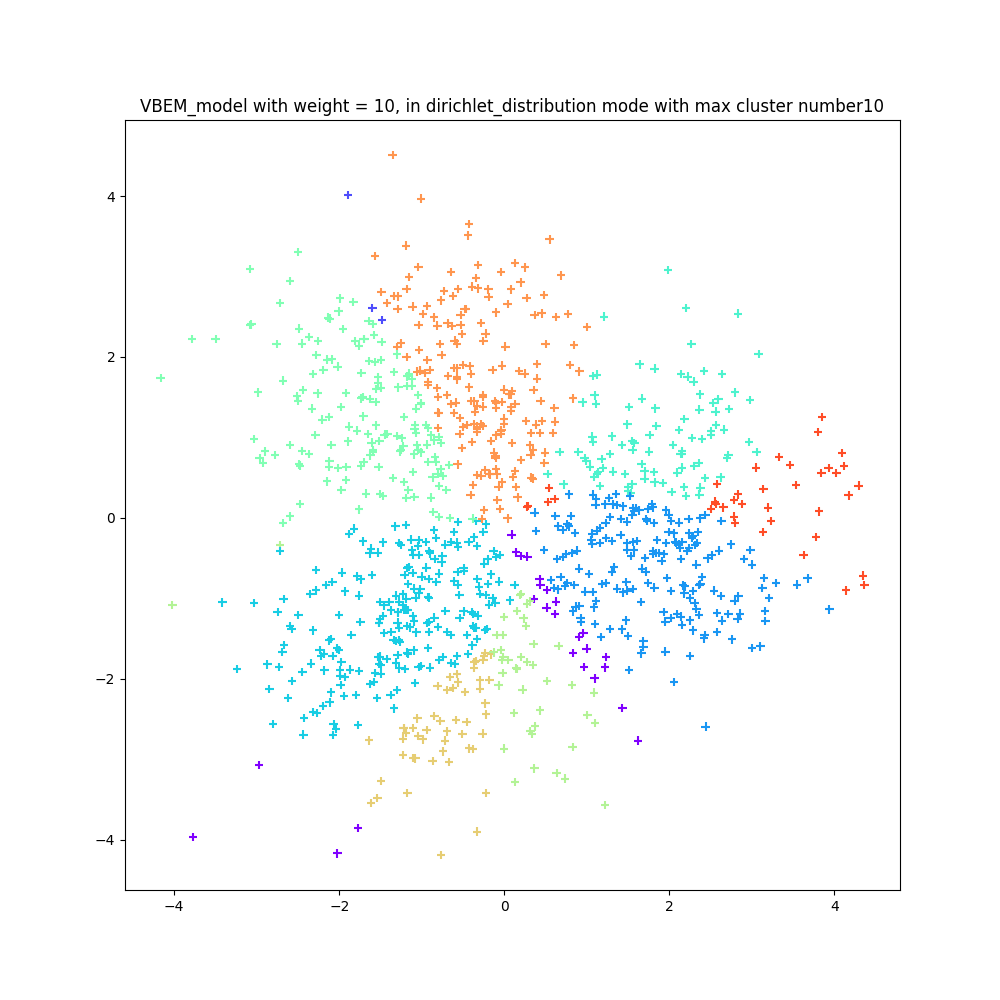 VBEM_model with weight = 10, in dirichlet_distribution mode with max cluster number10
4
2
0
−2
−4
−4 −2 0 2 4